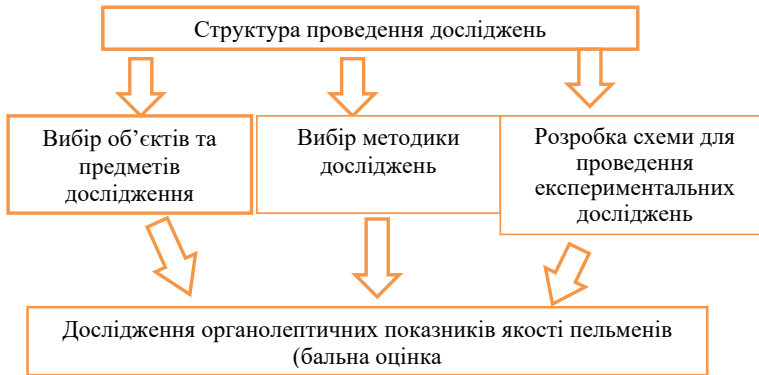 Структура проведення досліджень
Вибір об’єктів та
предметів
дослідження
Вибір методики
досліджень
Розробка схеми для
проведення
експериментальних
досліджень
Дослідження органолептичних показників якості пельменів
(бальна оцінка